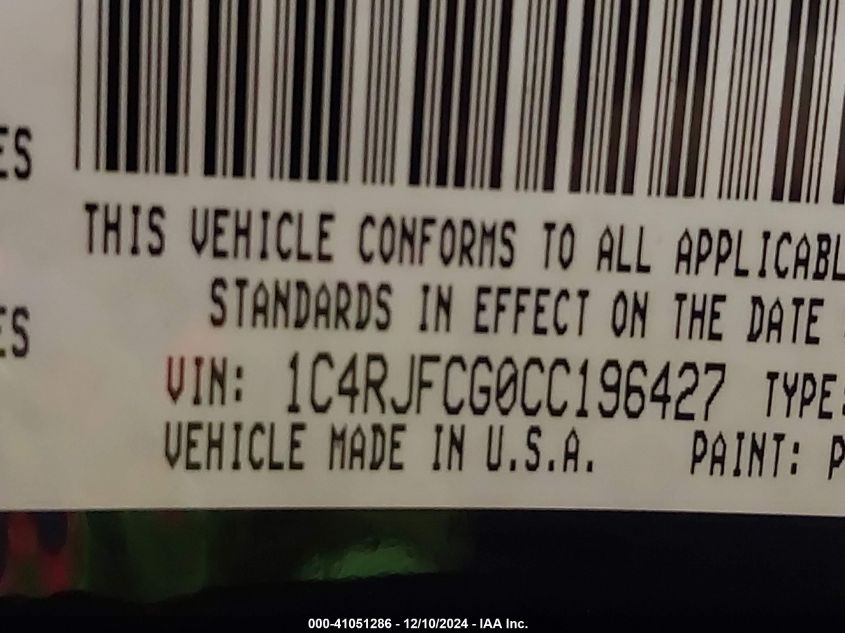 ES
THIS VEHICLE CONFORMS TO ALL APPLICABL
STANDARDS IN EFFECT ON THE DATE
ES
VIN: 1C4RJFCG0CC196427 TYPE:
VEHICLE MADE IN U.S.A. PAINT: P
000-41051286 - 12/10/2024 - IAA Inc.